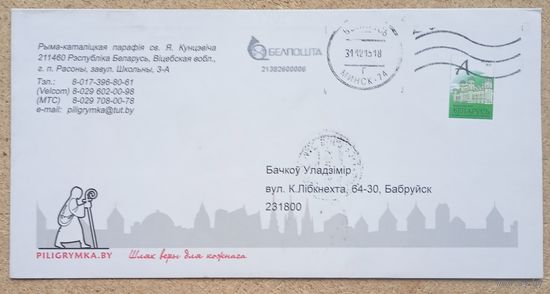 Рыма-каталіцкая парафія св. Я. Кунцэвіча
211460 Рэспубліка Беларусь, Віцебская вобл.,
г. п. Расоны, завул. Школьны, 3-А
Тэл.: 8-017-396-80-61
(Velcom) 8-029 602-00-98
(МТС) 8-029 708-00-78
e-mail: piligrymka@tut.by
БЕЛПОШТА
21382600006
МИНСК-74
A
БЕЛАРУСЬ
Бачкоў Уладзімір
вул. К.Лібкнехта, 64-30, Бабруйск
231800
PILIGRYMKA.BY
Шлях веры для кожнага